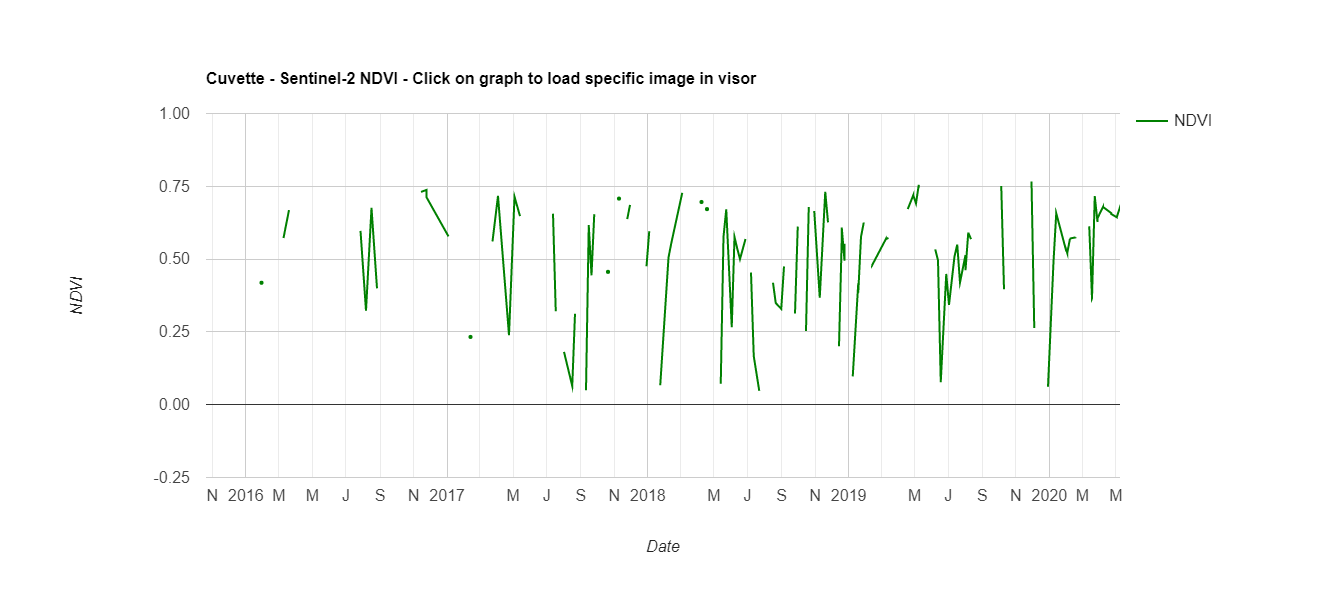 Cuvette - Sentinel-2 NDVI - Click on graph to load specific image in visor
1.00
NDVI
0.75
0.50
NDVI
0.25
0.00
-0.25
N 2016 M M J S N 2017 M J S N 2018 M J S N 2019 M J S N 2020 M M
Date